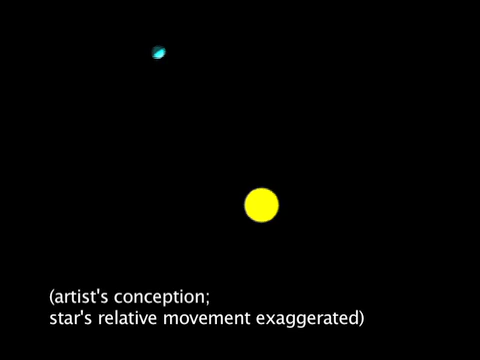 (artist's conception;
star's relative movement exaggerated)